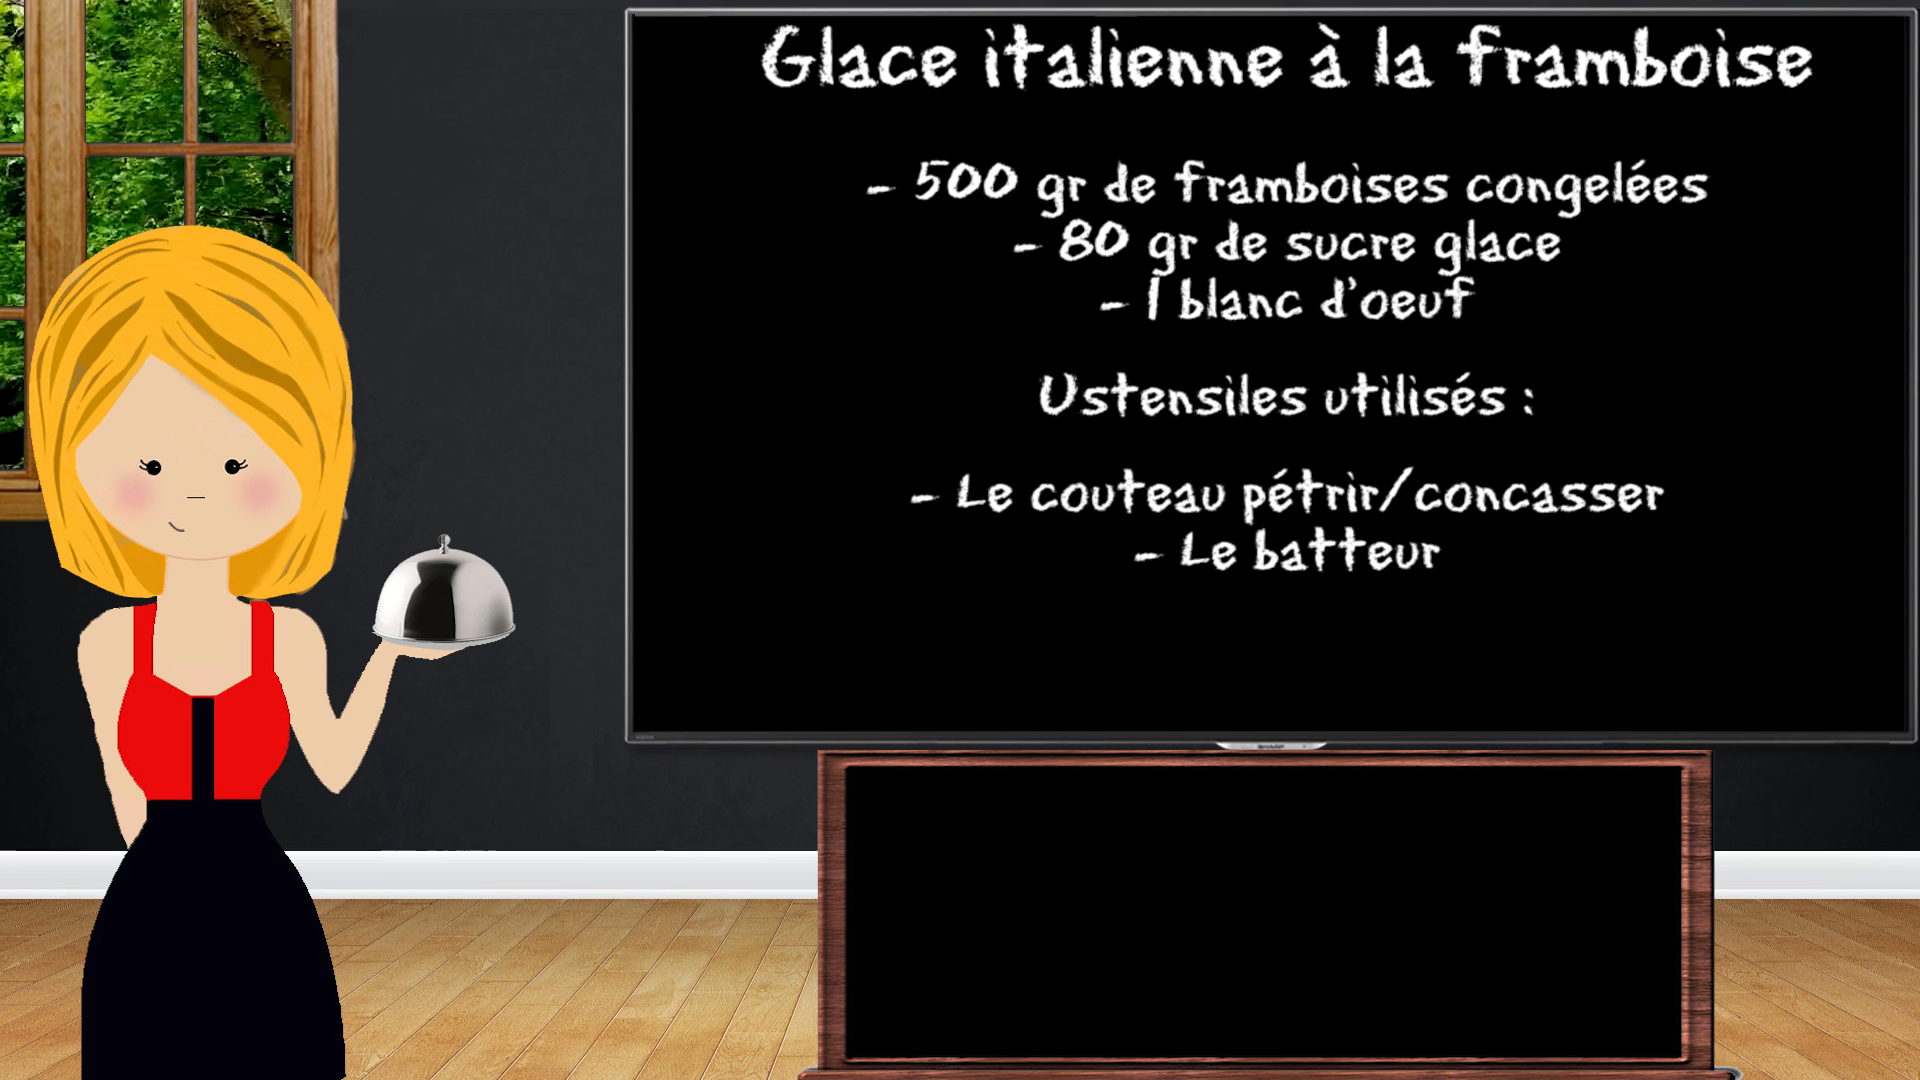 Glace italienne à la framboise
- 500 gr de framboises congelées
- 80 gr de sucre glace
- 1 blanc d'oeuf
Ustensiles utilisés :
- Le couteau pétrir/concasser
- Le batteur
SHARP